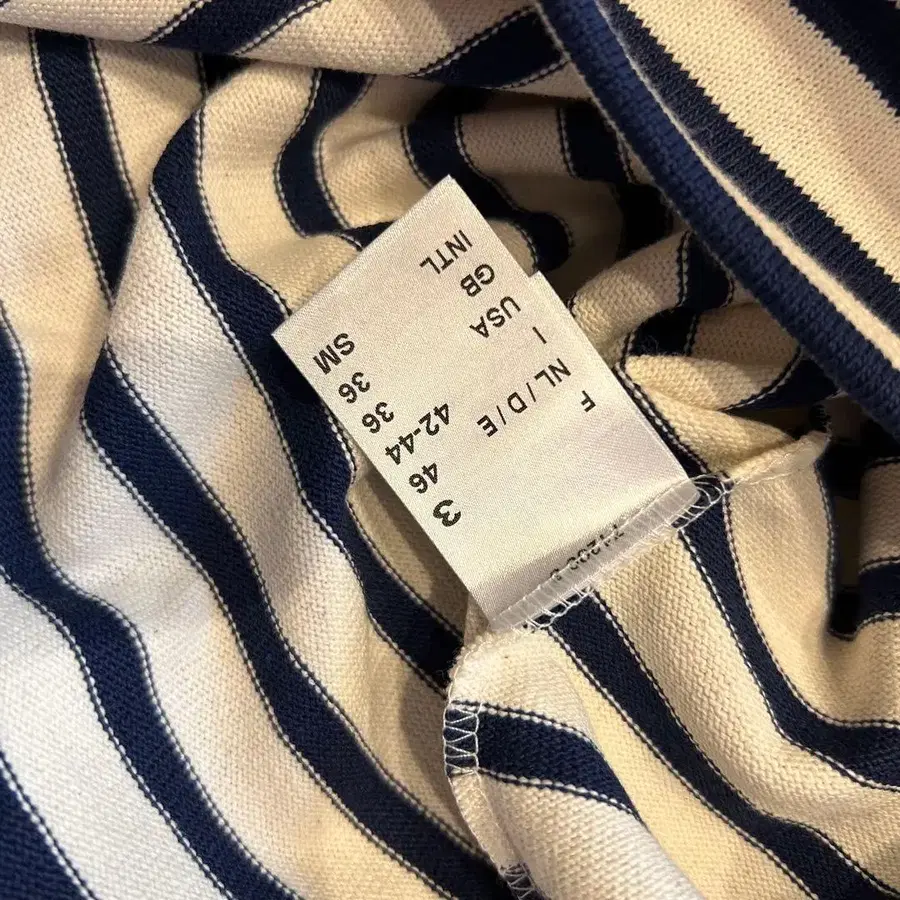 F 3
NL / D / E 46
I 42-44
USA 36
GB 36
INTL SM